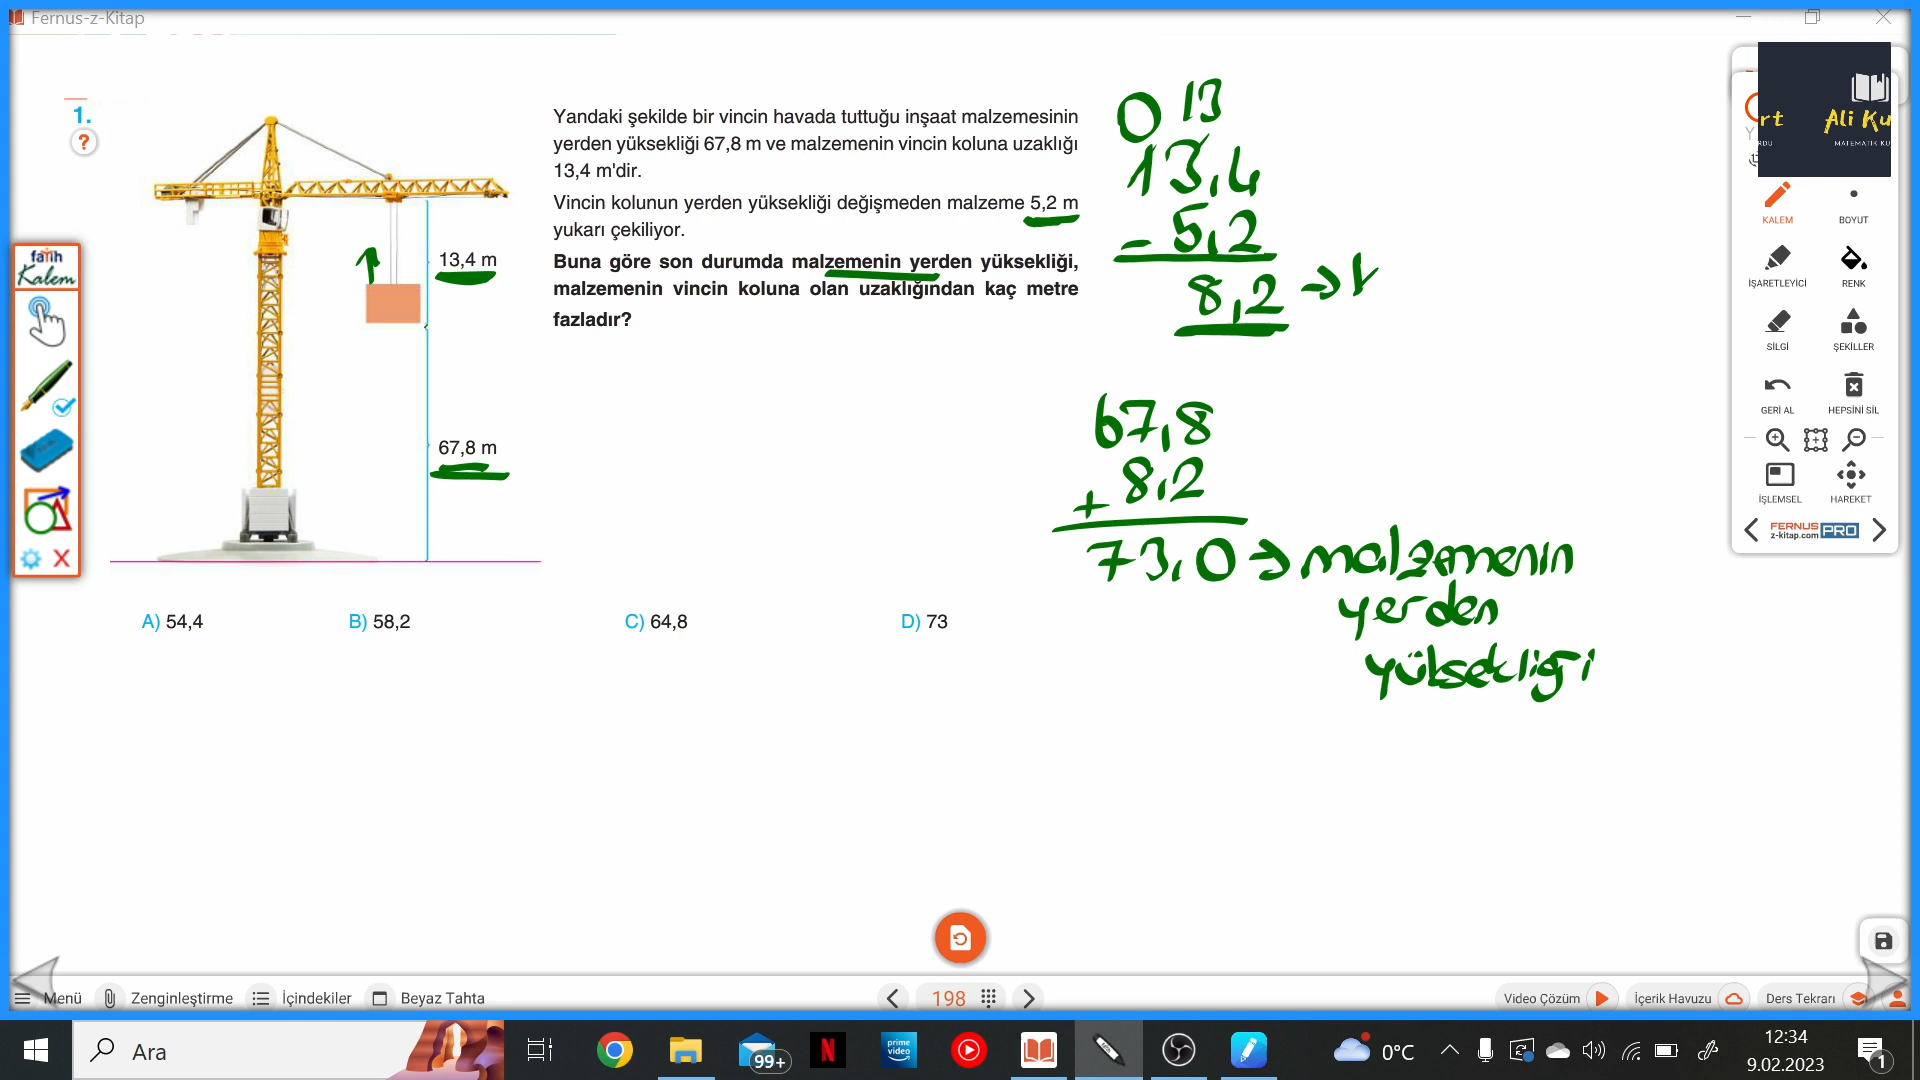 Fernus-z-Kitap
1.
?
Yandaki şekilde bir vincin havada tuttuğu inşaat malzemesinin
yerden yüksekliği 67,8 m ve malzemenin vincin koluna uzaklığı
13,4 m'dir.
Vincin kolunun yerden yüksekliği değişmeden malzeme 5,2 m
yukarı çekiliyor.
Buna göre son durumda malzemenin yerden yüksekliği,
malzemenin vincin koluna olan uzaklığından kaç metre
fazladır?
13,4 m
67,8 m
A) 54,4
B) 58,2
C) 64,8
D) 73
0 13
13,4
- 5,2
8,2 →
67,8
+ 8,2
73,0 → malzemenin
yerden
yüksekliği
fatih
Kalem
rt Ali Ku
RDU MATEMATİK KU
KALEM
BOYUT
İŞARETLEYİCİ
RENK
SİLGİ
ŞEKİLLER
GERİ AL
HEPSİNİ SİL
İŞLEMSEL
HAREKET
FERNUS
z-kitap.com PRO
Menü
Zenginleştirme
İçindekiler
Beyaz Tahta
198
Video Çözüm
İçerik Havuzu
Ders Tekrarı
Ara
99+
N
prime
video
0°C
12:34
9.02.2023
1